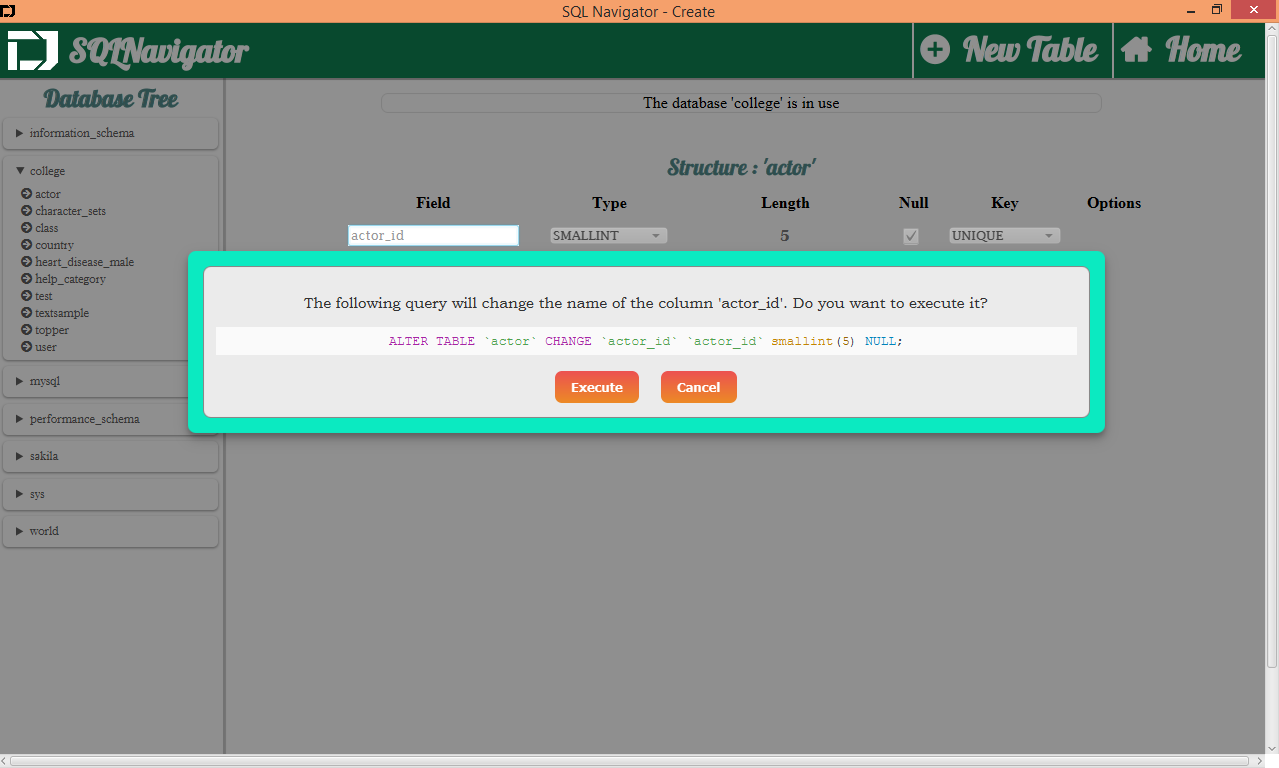 SQL Navigator - Create
SQLNavigator
New Table
Home
Database Tree
information_schema
college
actor
character_sets
class
country
heart_disease_male
help_category
test
textsample
topper
user
mysql
performance_schema
sakila
sys
world
The database 'college' is in use
Structure : 'actor'
Field Type Length Null Key Options
actor_id SMALLINT 5 UNIQUE
The following query will change the name of the column 'actor_id'. Do you want to execute it?
ALTER TABLE `actor` CHANGE `actor_id` `actor_id` smallint(5) NULL;
Execute Cancel